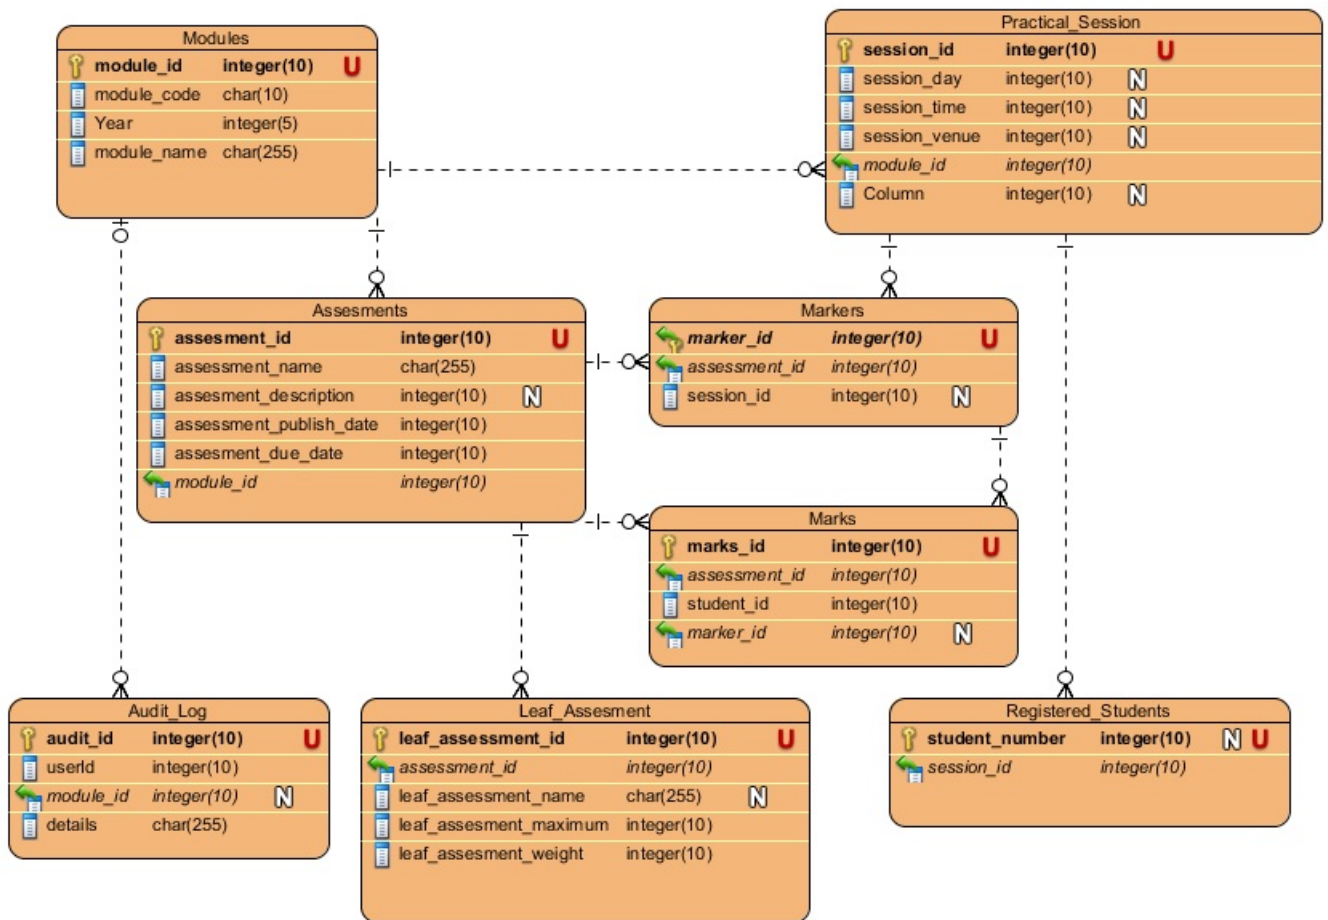 Modules
module_id integer(10) U
module_code char(10)
Year integer(5)
module_name char(255)
Practical_Session
session_id integer(10) U
session_day integer(10) N
session_time integer(10) N
session_venue integer(10) N
module_id integer(10)
Column integer(10) N
Assesments
assesment_id integer(10) U
assessment_name char(255)
assesment_description integer(10) N
assessment_publish_date integer(10)
assesment_due_date integer(10)
module_id integer(10)
Markers
marker_id integer(10) U
assessment_id integer(10)
session_id integer(10) N
Marks
marks_id integer(10) U
assessment_id integer(10)
student_id integer(10)
marker_id integer(10) N
Audit_Log
audit_id integer(10) U
userId integer(10)
module_id integer(10) N
details char(255)
Leaf_Assesment
leaf_assessment_id integer(10) U
assessment_id integer(10)
leaf_assessment_name char(255) N
leaf_assesment_maximum integer(10)
leaf_assesment_weight integer(10)
Registered_Students
student_number integer(10) N U
session_id integer(10)